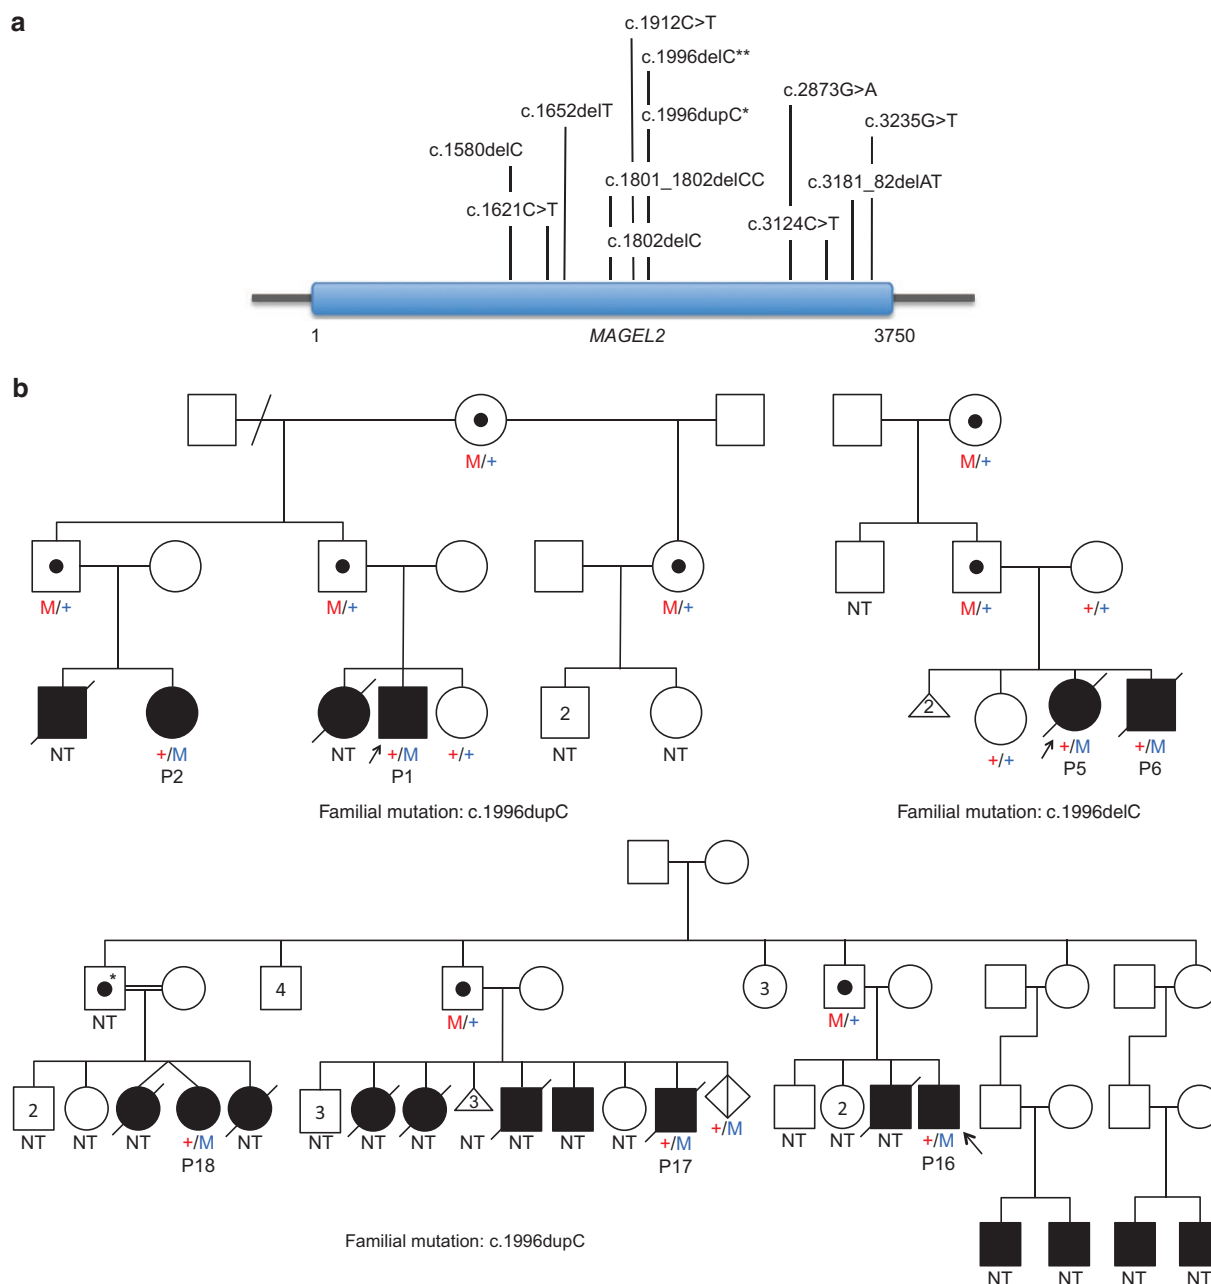 a
c.1912C>T
c.1996delC**
c.2873G>A
c.1652delT
c.1996dupC*
c.3235G>T
c.1580delC
c.1801_1802delCC
c.3181_82delAT
c.1621C>T
c.3124C>T
c.1802delC
1
MAGEL2
3750
b
M/+
M/+
M/+
M/+
M/+
NT
M/+
+/+
2
2
NT
+/M
P2
NT
+/M
P1
+/+
NT
NT
+/+
+/M
P5
+/M
P6
Familial mutation: c.1996dupC
Familial mutation: c.1996delC
*
4
3
NT
M/+
M/+
2
3
3
2
NT
NT
NT
+/M
P18
NT
NT
NT
NT
NT
NT
NT
NT
+/M
P17
+/M
NT
NT
NT
+/M
P16
Familial mutation: c.1996dupC
NT
NT
NT
NT